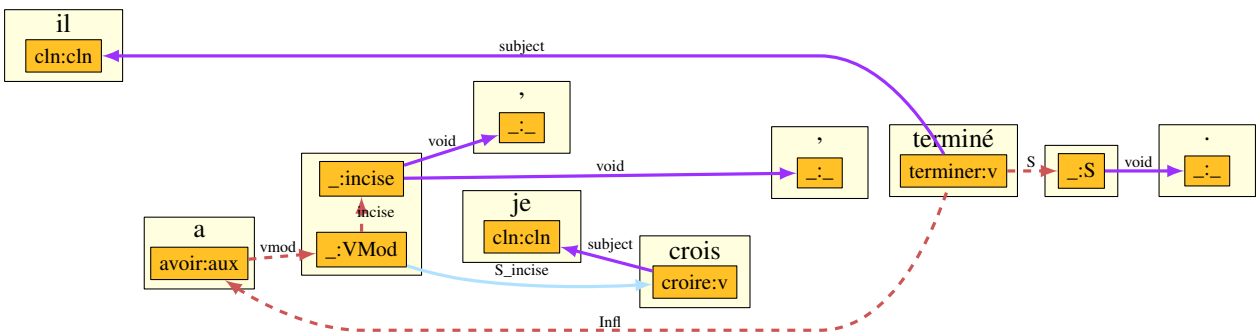 il
cln:cln
subject
,
_:_
void
,
_:_
void
terminé
terminer:v
S
_:S
void
.
_:_
_:incise
incise
_:VMod
a
avoir:aux
vmod
je
cln:cln
subject
crois
croire:v
S_incise
Infl